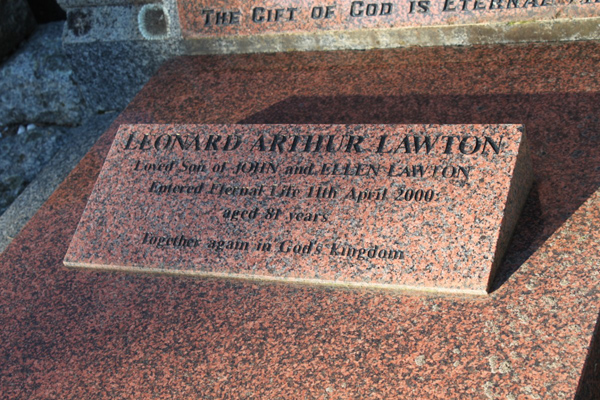 THE GIFT OF GOD IS ETERNAL
LEONARD ARTHUR LAWTON
Loved Son of JOHN and ELLEN LAWTON
Entered Eternal Life 11th April 2000:
aged 81 years
Together again in God's kingdom